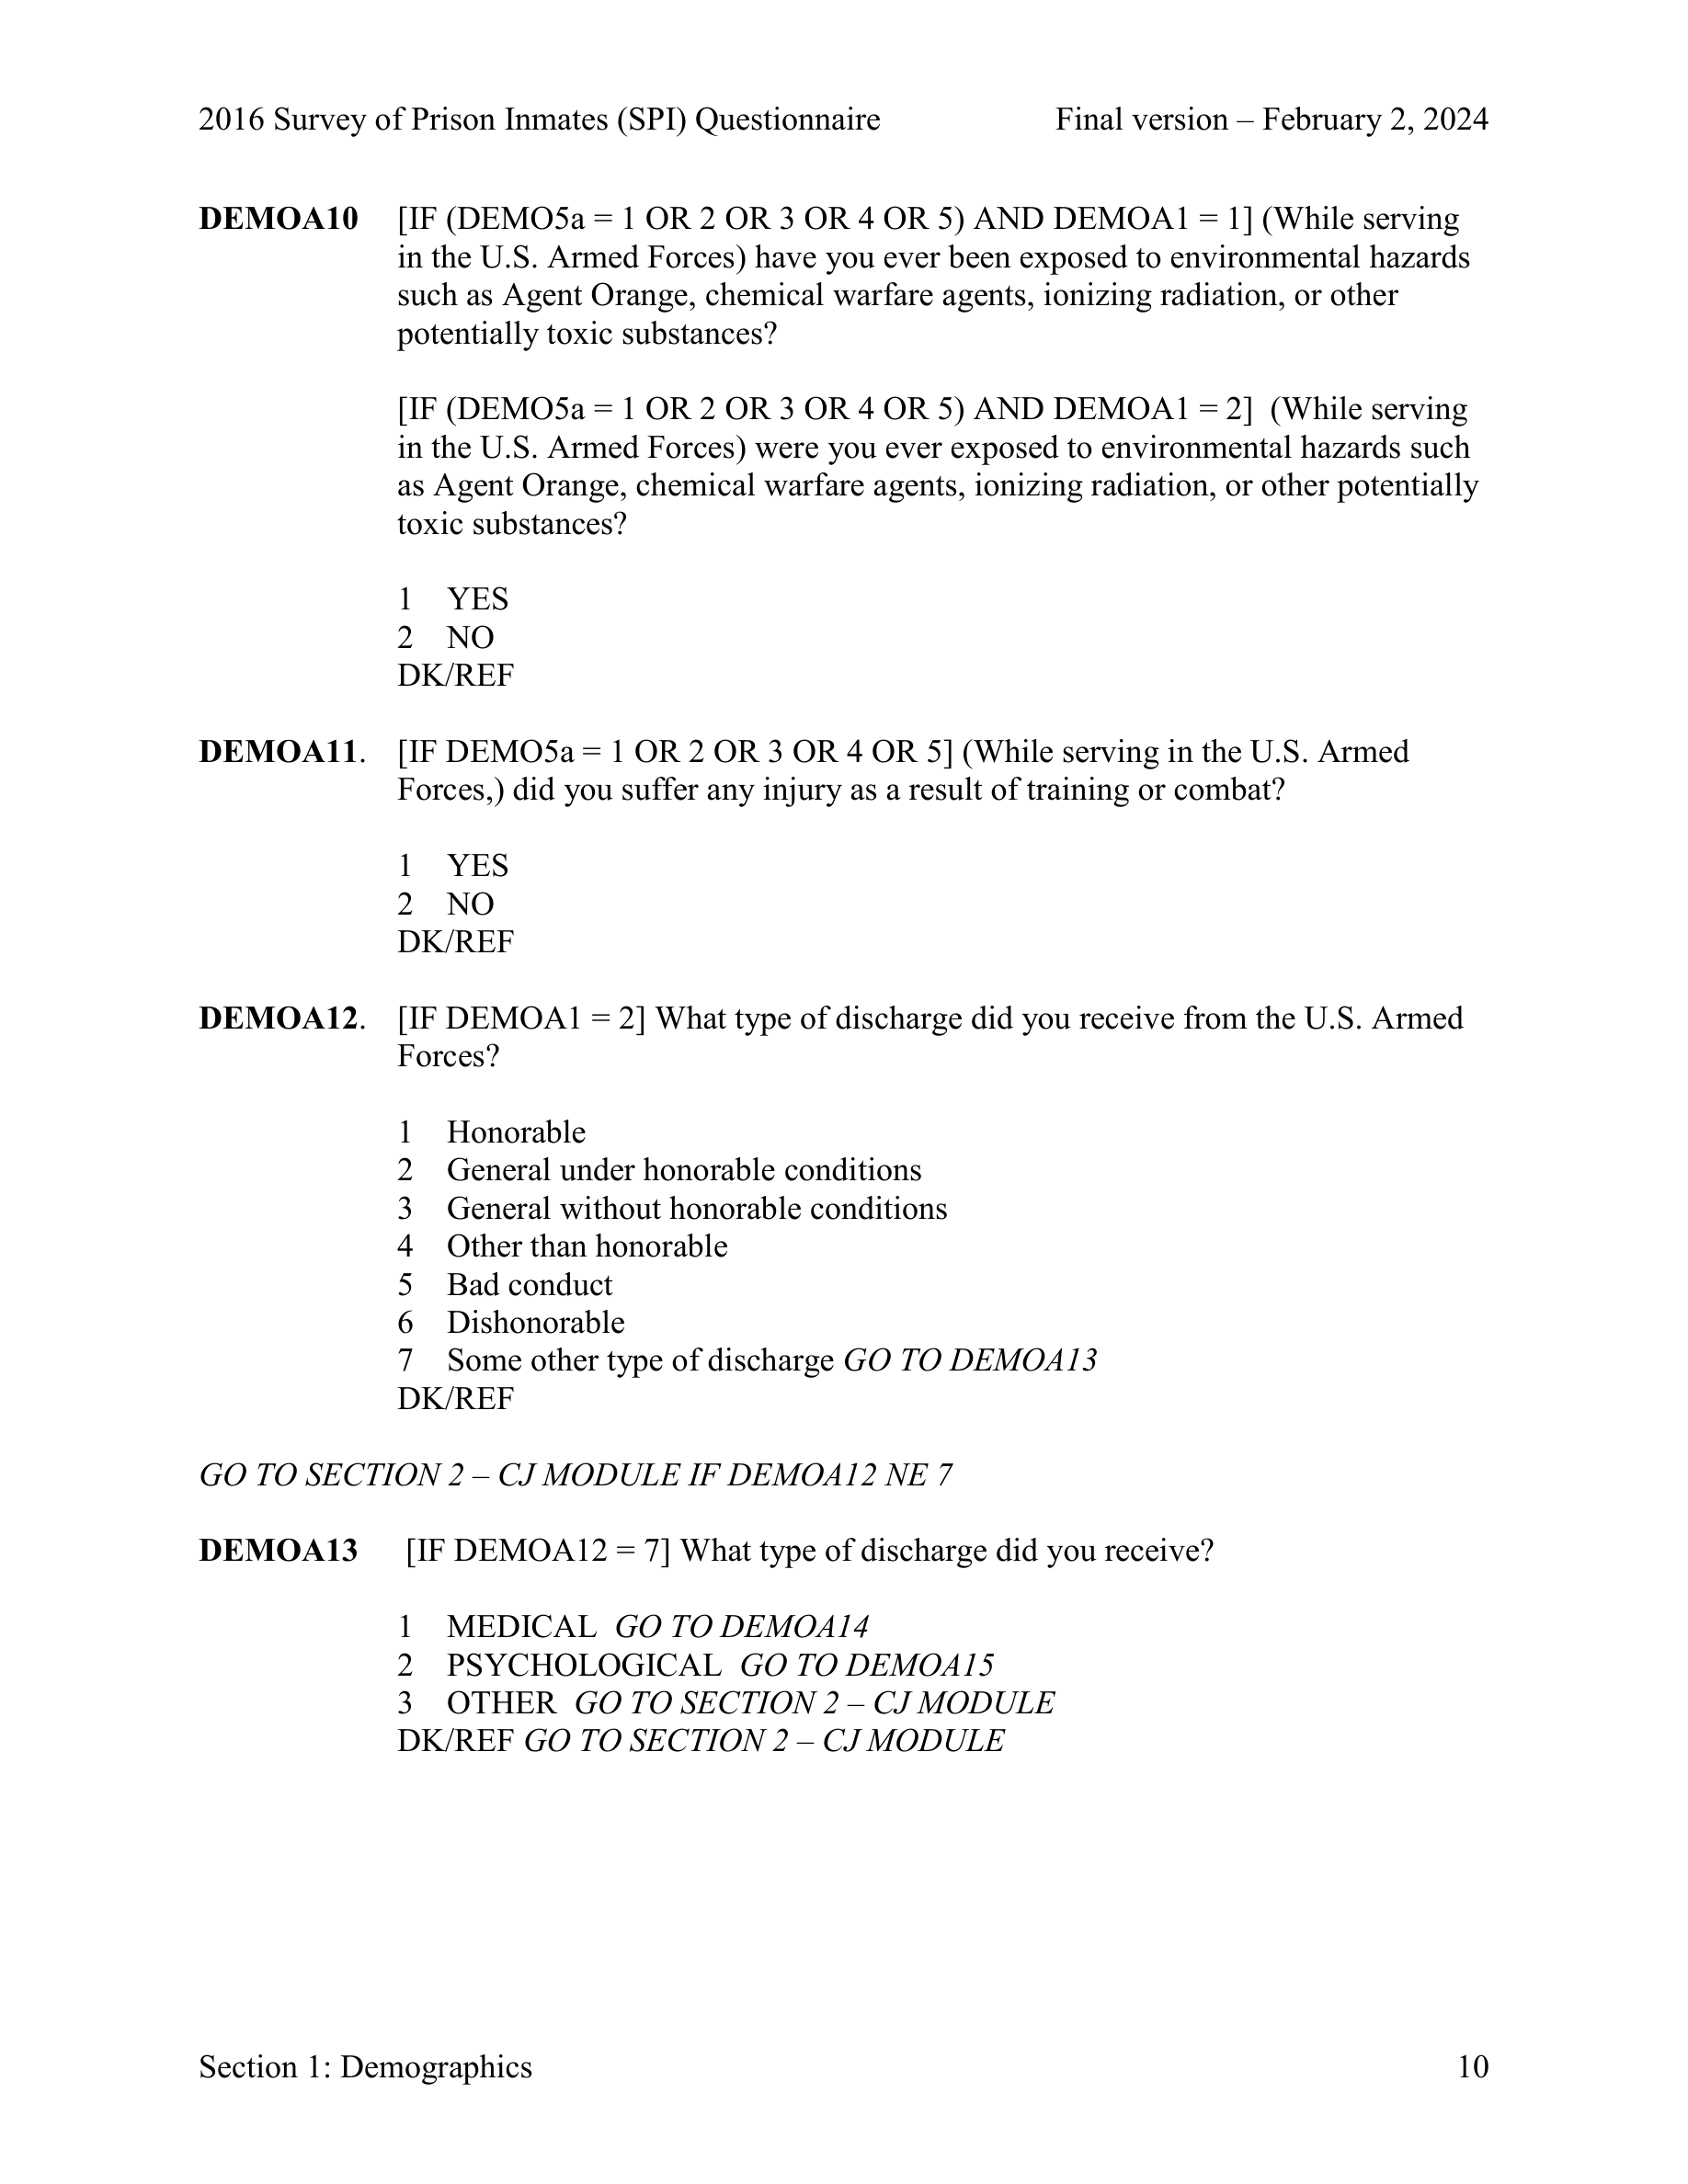 2016 Survey of Prison Inmates (SPI) Questionnaire Final version – February 2, 2024
DEMOA10 [IF (DEMO5a = 1 OR 2 OR 3 OR 4 OR 5) AND DEMOA1 = 1] (While serving
in the U.S. Armed Forces) have you ever been exposed to environmental hazards
such as Agent Orange, chemical warfare agents, ionizing radiation, or other
potentially toxic substances?
[IF (DEMO5a = 1 OR 2 OR 3 OR 4 OR 5) AND DEMOA1 = 2] (While serving
in the U.S. Armed Forces) were you ever exposed to environmental hazards such
as Agent Orange, chemical warfare agents, ionizing radiation, or other potentially
toxic substances?
1 YES
2 NO
DK/REF
DEMOA11. [IF DEMO5a = 1 OR 2 OR 3 OR 4 OR 5] (While serving in the U.S. Armed
Forces,) did you suffer any injury as a result of training or combat?
1 YES
2 NO
DK/REF
DEMOA12. [IF DEMOA1 = 2] What type of discharge did you receive from the U.S. Armed
Forces?
1 Honorable
2 General under honorable conditions
3 General without honorable conditions
4 Other than honorable
5 Bad conduct
6 Dishonorable
7 Some other type of discharge GO TO DEMOA13
DK/REF
GO TO SECTION 2 – CJ MODULE IF DEMOA12 NE 7
DEMOA13 [IF DEMOA12 = 7] What type of discharge did you receive?
1 MEDICAL GO TO DEMOA14
2 PSYCHOLOGICAL GO TO DEMOA15
3 OTHER GO TO SECTION 2 – CJ MODULE
DK/REF GO TO SECTION 2 – CJ MODULE
Section 1: Demographics 10